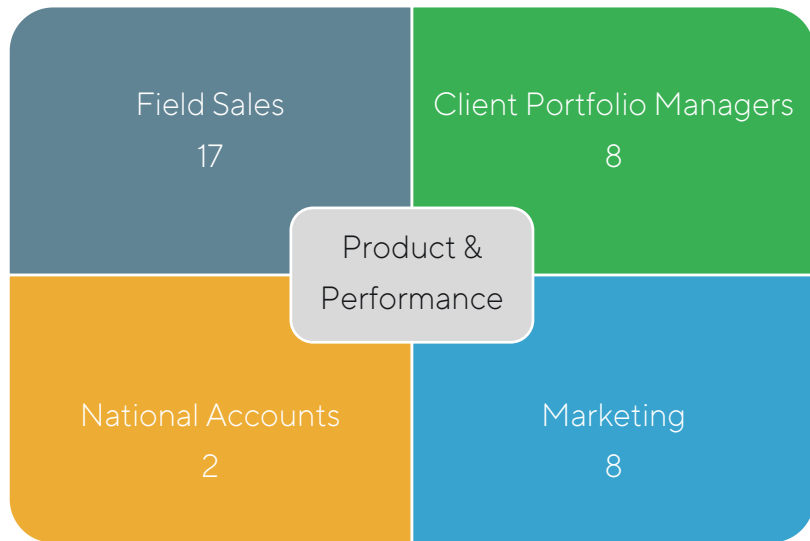 Field Sales
17
Client Portfolio Managers
8
Product &
Performance
National Accounts
2
Marketing
8